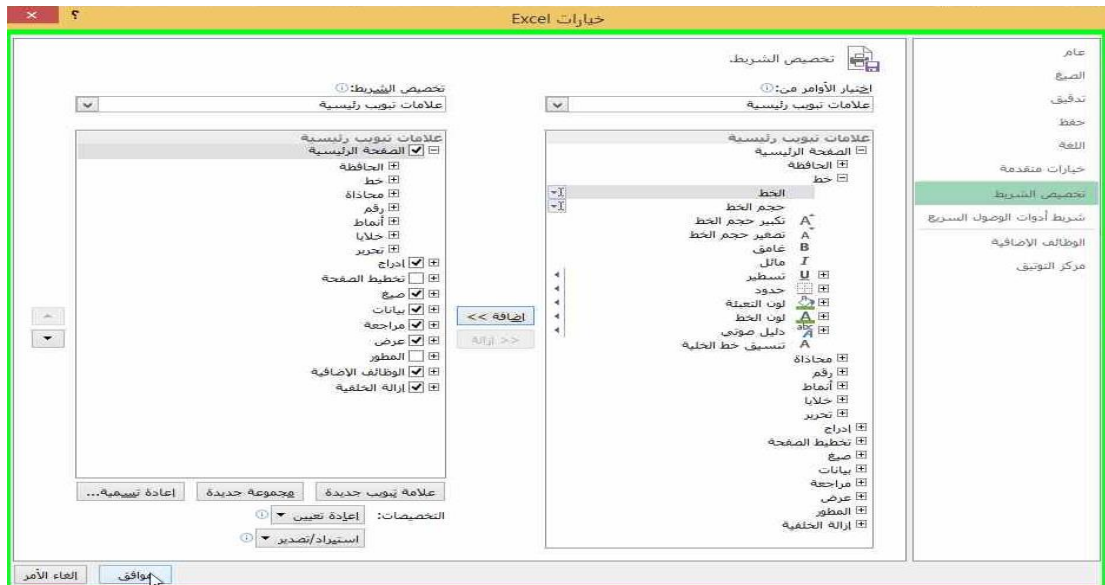 خيارات Excel
؟
عام
الصيغ
تدقيق
حفظ
اللغة
خيارات متقدمة
تخصيص الشريط
شريط أدوات الوصول السريع
الوظائف الإضافية
مركز التوثيق
تخصيص الشريط.
اختيار الأوامر من:
علامات تبويب رئيسية
علامات تبويب رئيسية
الصفحة الرئيسية
الحافظة
خط
الخط
حجم الخط
تكبير حجم الخط
تصغير حجم الخط
غامق
مائل
تسطير
حدود
لون التعبئة
لون الخط
دليل صوتي
تنسيق خط الخلية
محاذاة
رقم
أنماط
خلايا
تحرير
إدراج
تخطيط الصفحة
صيغ
بيانات
مراجعة
عرض
المطور
إزالة الخلفية
إضافة >>
<< إزالة
تخصيص الشريط:
علامات تبويب رئيسية
علامات تبويب رئيسية
الصفحة الرئيسية
الحافظة
خط
محاذاة
رقم
أنماط
خلايا
تحرير
إدراج
تخطيط الصفحة
صيغ
بيانات
مراجعة
عرض
المطور
الوظائف الإضافية
إزالة الخلفية
علامة تبويب جديدة
مجموعة جديدة
إعادة تسمية...
التخصيصات:
إعادة تعيين
استيراد/تصدير
موافق
إلغاء الأمر